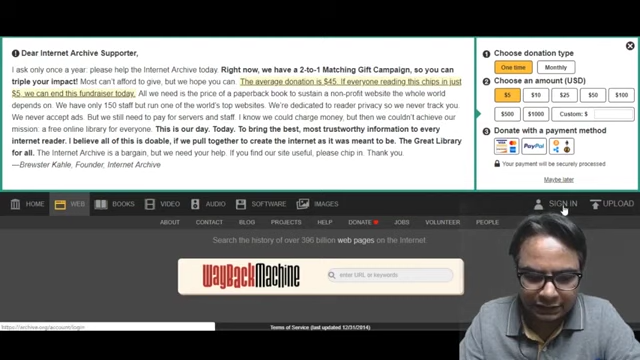 Dear Internet Archive Supporter,
I ask only once a year: please help the Internet Archive today. Right now, we have a 2-to-1 Matching Gift Campaign, so you can
triple your impact! Most can't afford to give, but we hope you can. The average donation is $45. If everyone reading this chips in just
$5, we can end this fundraiser today. All we need is the price of a paperback book to sustain a non-profit website the whole world
depends on. We have only 150 staff but run one of the world's top websites. We're dedicated to reader privacy so we never track you.
We never accept ads. But we still need to pay for servers and staff. I know we could charge money, but then we couldn't achieve our
mission: a free online library for everyone. This is our day. Today. To bring the best, most trustworthy information to every
internet reader. I believe all of this is doable, if we pull together to create the internet as it was meant to be. The Great Library
for all. The Internet Archive is a bargain, but we need your help. If you find our site useful, please chip in. Thank you.
—Brewster Kahle, Founder, Internet Archive
1 Choose donation type
One time Monthly
2 Choose an amount (USD)
$5 $10 $25 $50 $100
$500 $1000 Custom: $
3 Donate with a payment method
VISA PayPal
Your payment will be securely processed
Maybe later
HOME WEB BOOKS VIDEO AUDIO SOFTWARE IMAGES SIGN IN UPLOAD
ABOUT CONTACT BLOG PROJECTS HELP DONATE JOBS VOLUNTEER PEOPLE
Search the history of over 396 billion web pages on the Internet.
WayBackMachine enter URL or keywords
https://archive.org/account/login
Terms of Service (last updated 12/31/2014)